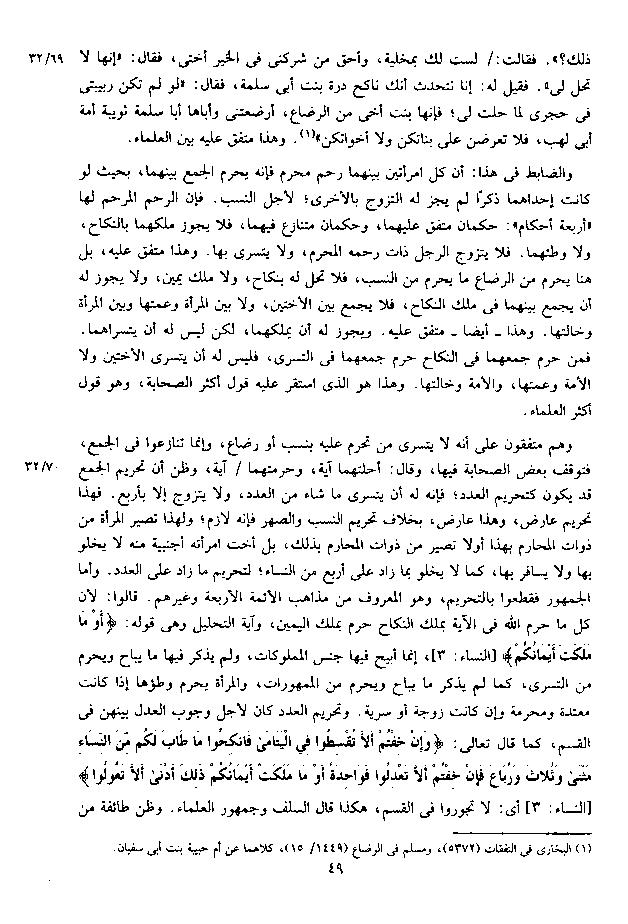 ذلك؟». فقالت:/ لست لك بمخلية، وأحق من شركنى فى الخير أختى، فقال: «إنها لا
٣٢/٦٩
تحل لى». فقيل له: إنا نتحدث أنك ناكح درة بنت أبى سلمة، فقال: «لو لم تكن ربيبتى
فى حجرى لما حلت لى؛ فإنها بنت أخى من الرضاع، أرضعتنى وأباها أبا سلمة ثويبة أمة
أبى لهب، فلا تعرضن على بناتكن ولا أخواتكن»(١). وهذا متفق عليه بين العلماء.
والضابط فى هذا: أن كل امرأتين بينهما رحم محرم فإنه يحرم الجمع بينهما، بحيث لو
كانت إحداهما ذكرًا لم يجز له التزوج بالأخرى؛ لأجل النسب. فإن الرحم المحرم لها
«أربعة أحكام»: حكمان متفق عليهما، وحكمان متنازع فيهما، فلا يجوز ملكهما بالنكاح،
ولا وطئهما. فلا يتزوج الرجل ذات رحمه المحرم، ولا يتسرى بها. وهذا متفق عليه، بل
هنا يحرم من الرضاع ما يحرم من النسب، فلا تحل له بنكاح، ولا ملك يمين، ولا يجوز له
أن يجمع بينهما فى ملك النكاح، فلا يجمع بين الأختين، ولا بين المرأة وعمتها وبين المرأة
وخالتها. وهذا ـ أيضا ـ متفق عليه. ويجوز له أن يملكهما، لكن ليس له أن يتسراهما.
فمن حرم جمعهما فى النكاح حرم جمعهما فى التسرى، فليس له أن يتسرى الأختين ولا
الأمة وعمتها، والأمة وخالتها. وهذا هو الذى استقر عليه قول أكثر الصحابة، وهو قول
أكثر العلماء.
وهم متفقون على أنه لا يتسرى من تحرم عليه بنسب أو رضاع، وإنما تنازعوا فى الجمع،
فتوقف بعض الصحابة فيها، وقال: أحلتهما آية، وحرمتهما / آية، وظن أن تحريم الجمع
٣٢/٧٠
قد يكون كتحريم العدد؛ فإنه له أن يتسرى ما شاء من العدد، ولا يتزوج إلا بأربع. فهذا
تحريم عارض، وهذا عارض، بخلاف تحريم النسب والصهر فإنه لازم؛ ولهذا تصير المرأة من
ذوات المحارم بهذا أولا تصير من ذوات المحارم بذلك، بل أخت امرأته أجنبية منه لا يخلو
بها ولا يسافر بها، كما لا يخلو بما زاد على أربع من النساء؛ لتحريم ما زاد على العدد. وأما
الجمهور فقطعوا بالتحريم، وهو المعروف من مذاهب الأئمة الأربعة وغيرهم. قالوا: لأن
كل ما حرم الله فى الآية بملك النكاح حرم بملك اليمين، وآية التحليل وهى قوله: ﴿أَوْ مَا
مَلَكَتْ أَيْمَانُكُمْ﴾ [النساء: ٣]، إنما أبيح فيها جنس المملوكات، ولم يذكر فيها ما يباح ويحرم
من التسرى، كما لم يذكر ما يباح ويحرم من الممهورات، والمرأة يحرم وطؤها إذا كانت
معتدة ومحرمة وإن كانت زوجة أو سرية. وتحريم العدد كان لأجل وجوب العدل بينهن فى
القسم، كما قال تعالى: ﴿وَإِنْ خِفْتُمْ أَلاَّ تُقْسِطُوا فِي الْيَتَامَىٰ فَانكِحُوا مَا طَابَ لَكُم مِّنَ النِّسَاءِ
مَثْنَىٰ وَثُلاثَ وَرُبَاعَ فَإِنْ خِفْتُمْ أَلاَّ تَعْدِلُوا فَوَاحِدَةً أَوْ مَا مَلَكَتْ أَيْمَانُكُمْ ذَلِكَ أَدْنَىٰ أَلاَّ تَعُولُوا﴾
[النساء: ٣] أى: لا تجوروا فى القسم، هكذا قال السلف وجمهور العلماء. وظن طائفة من
(١) البخارى فى النفقات (٥٣٧٢)، ومسلم فى الرضاع (١٤٤٩/ ١٥)، كلاهما عن أم حبيبة بنت أبى سفيان.
٤٩